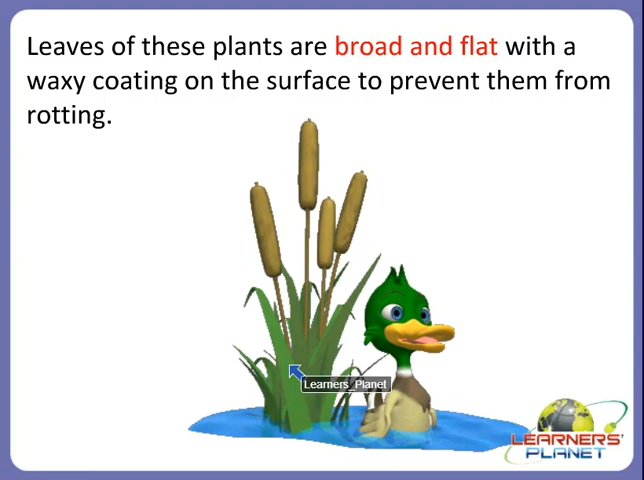 Leaves of these plants are broad and flat with a
waxy coating on the surface to prevent them from
rotting.
Learners_Planet
LEARNERS'
PLANET